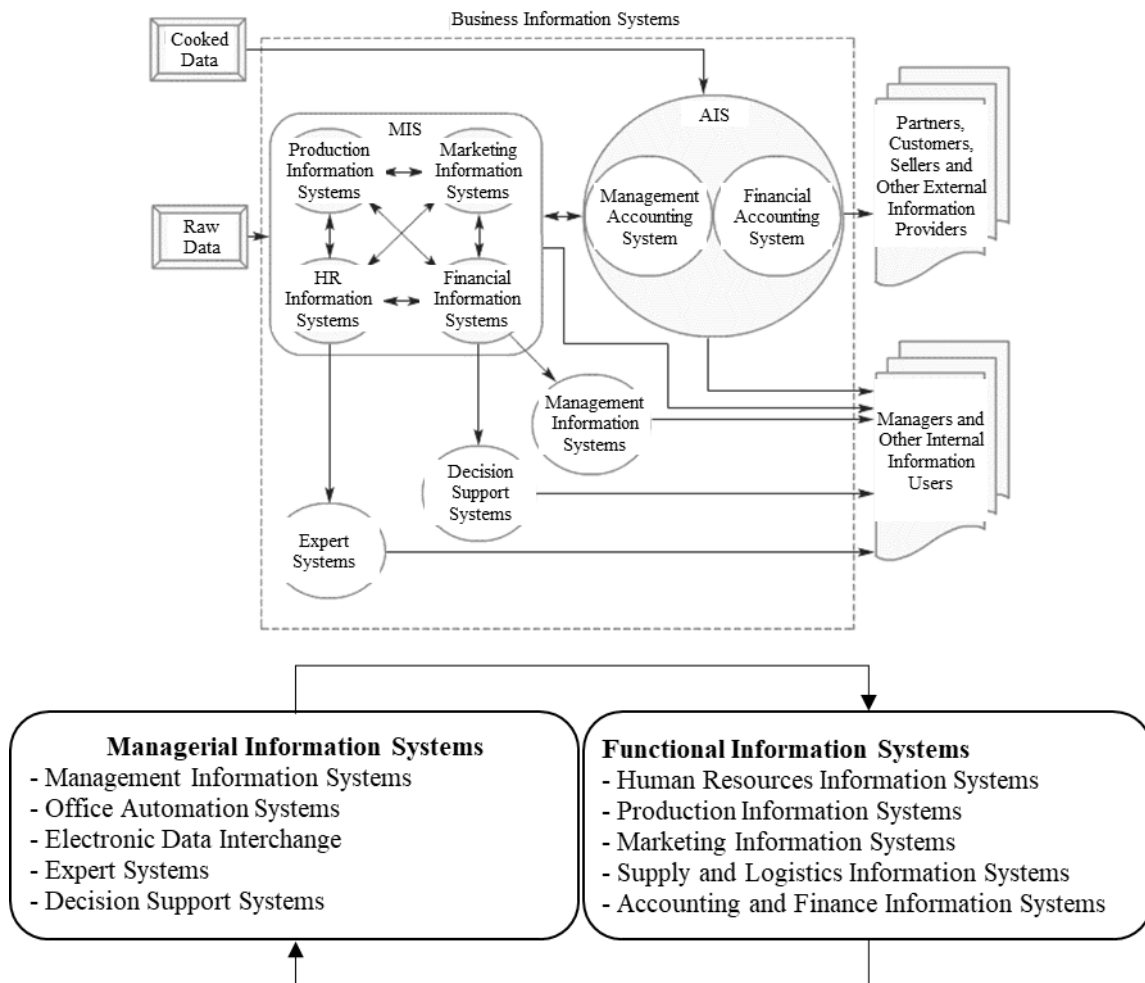 Business Information Systems
Cooked
Data
AIS
Partners,
Customers,
Sellers and
Other External
Information
Providers
MIS
Production
Information
Systems
Marketing
Information
Systems
Management
Accounting
System
Financial
Accounting
System
Raw
Data
HR
Information
Systems
Financial
Information
Systems
Management
Information
Systems
Managers and
Other Internal
Information
Users
Decision
Support
Systems
Expert
Systems
Managerial Information Systems
- Management Information Systems
- Office Automation Systems
- Electronic Data Interchange
- Expert Systems
- Decision Support Systems
Functional Information Systems
- Human Resources Information Systems
- Production Information Systems
- Marketing Information Systems
- Supply and Logistics Information Systems
- Accounting and Finance Information Systems